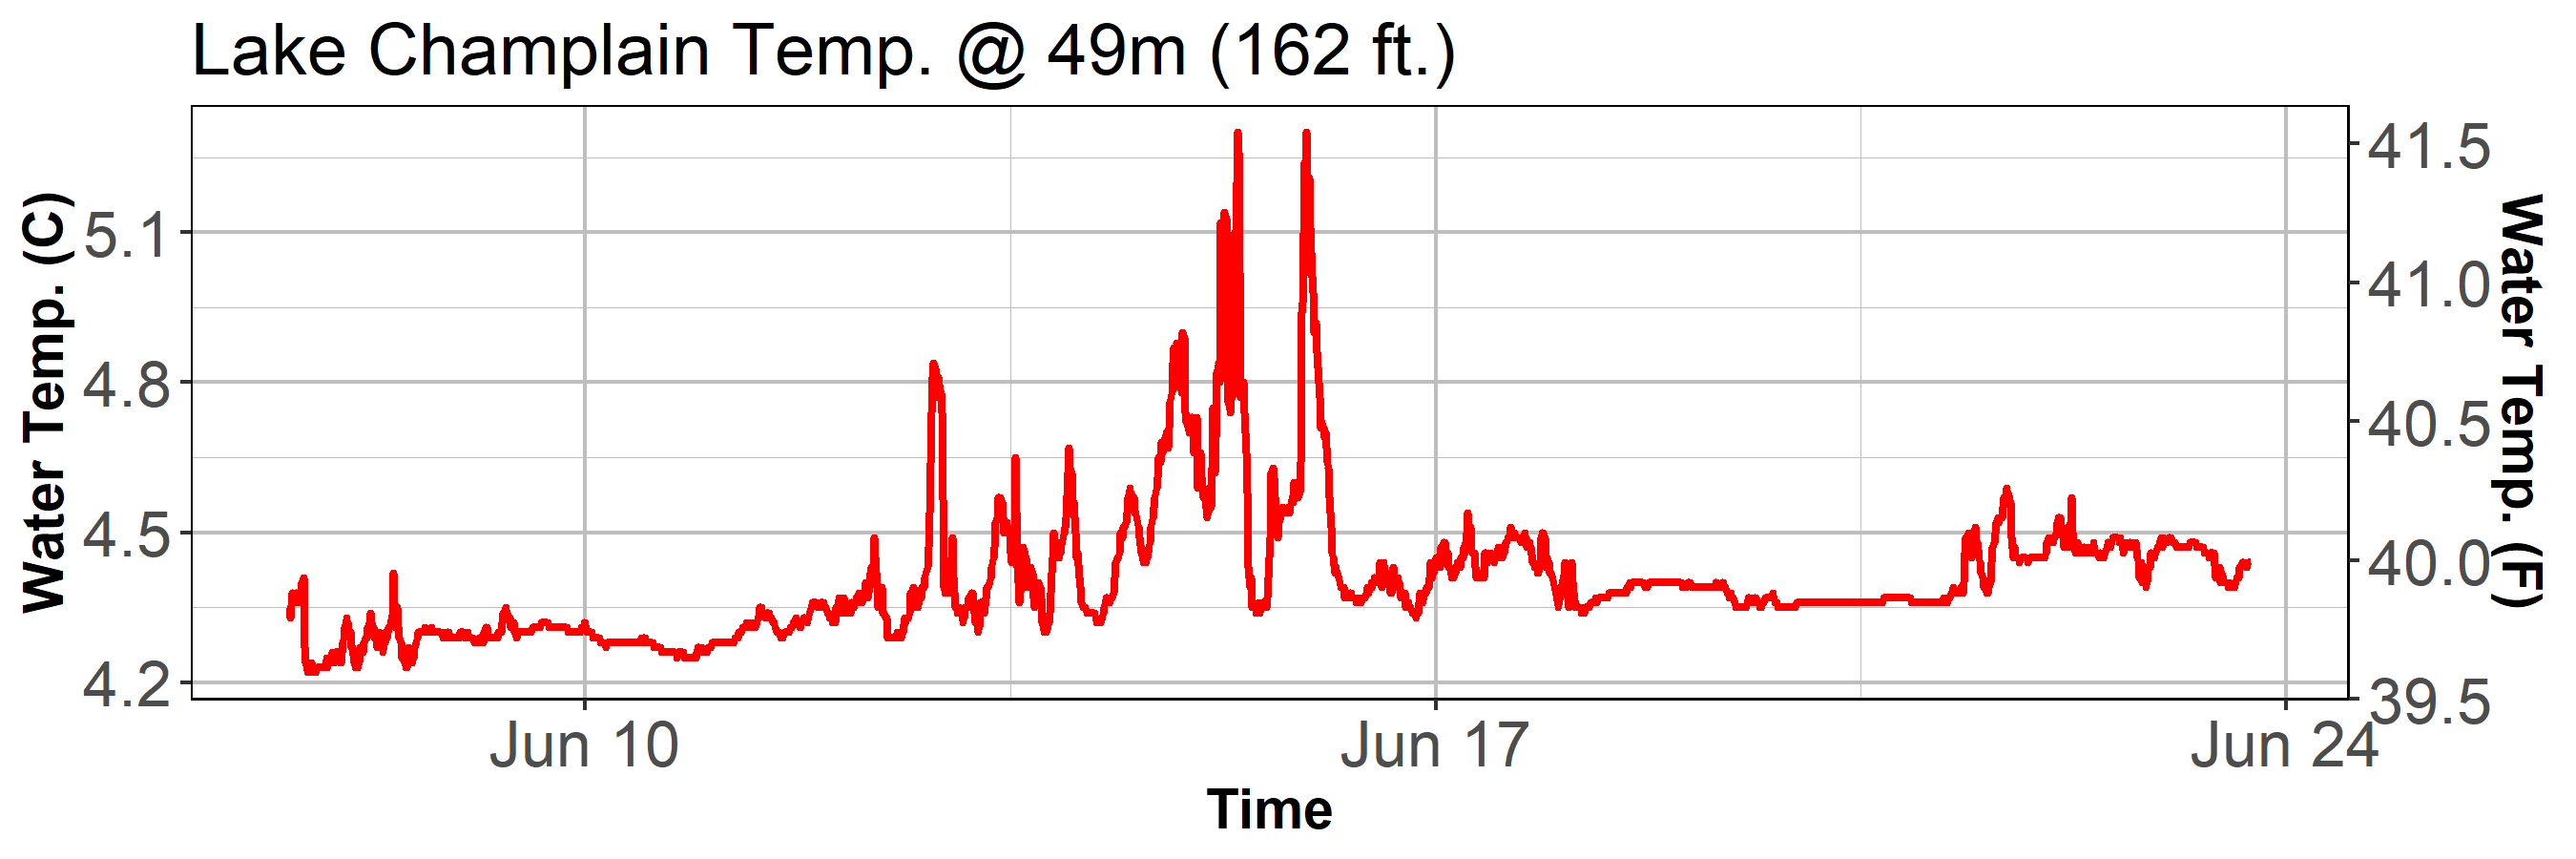 Lake Champlain Temp. @ 49m (162 ft.)
Water Temp. (C)
5.1
4.8
4.5
4.2
41.5
41.0
40.5
40.0
39.5
Water Temp. (F)
Jun 10
Jun 17
Jun 24
Time